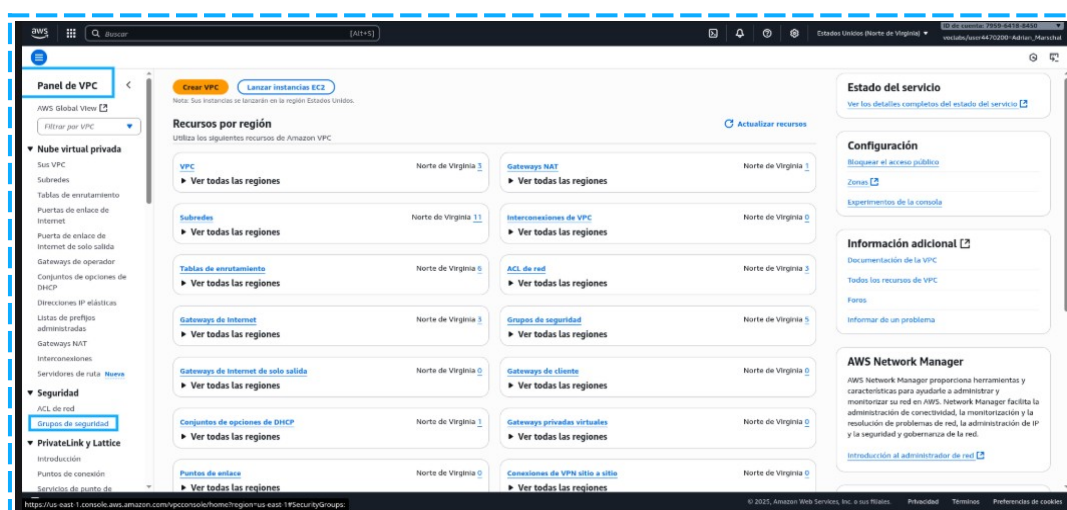 aws
Buscar
[Alt+S]
Estados Unidos (Norte de Virginia)
ID de cuenta: 7959-6418-8450
voclabs/user4470200=Adrian_Marschal
Panel de VPC
AWS Global View
Filtrar por VPC
Nube virtual privada
Sus VPC
Subredes
Tablas de enrutamiento
Puertas de enlace de
Internet
Puerta de enlace de
Internet de solo salida
Gateways de operador
Conjuntos de opciones de
DHCP
Direcciones IP elásticas
Listas de prefijos
administradas
Gateways NAT
Interconexiones
Servidores de ruta Nuevo
Seguridad
ACL de red
Grupos de seguridad
PrivateLink y Lattice
Introducción
Puntos de conexión
Servicios de punto de
Crear VPC
Lanzar instancias EC2
Nota: Sus instancias se lanzarán en la región Estados Unidos.
Recursos por región
Actualizar recursos
Utiliza los siguientes recursos de Amazon VPC
VPC
Norte de Virginia 3
Ver todas las regiones
Gateways NAT
Norte de Virginia 1
Ver todas las regiones
Subredes
Norte de Virginia 11
Ver todas las regiones
Interconexiones de VPC
Norte de Virginia 0
Ver todas las regiones
Tablas de enrutamiento
Norte de Virginia 6
Ver todas las regiones
ACL de red
Norte de Virginia 3
Ver todas las regiones
Gateways de Internet
Norte de Virginia 3
Ver todas las regiones
Grupos de seguridad
Norte de Virginia 5
Ver todas las regiones
Gateways de Internet de solo salida
Norte de Virginia 0
Ver todas las regiones
Gateways de cliente
Norte de Virginia 0
Ver todas las regiones
Conjuntos de opciones de DHCP
Norte de Virginia 1
Ver todas las regiones
Gateways privadas virtuales
Norte de Virginia 0
Ver todas las regiones
Puntos de enlace
Norte de Virginia 0
Ver todas las regiones
Conexiones de VPN sitio a sitio
Norte de Virginia 0
Ver todas las regiones
Estado del servicio
Ver los detalles completos del estado del servicio
Configuración
Bloquear el acceso público
Zonas
Experimentos de la consola
Información adicional
Documentación de la VPC
Todos los recursos de VPC
Foros
Informar de un problema
AWS Network Manager
AWS Network Manager proporciona herramientas y
características para ayudarle a administrar y
monitorizar su red en AWS. Network Manager facilita la
administración de conectividad, la monitorización y la
resolución de problemas de red, la administración de IP
y la seguridad y gobernanza de la red.
Introducción al administrador de red
https://us-east-1.console.aws.amazon.com/vpcconsole/home?region=us-east-1#SecurityGroups:
© 2025, Amazon Web Services, Inc. o sus filiales.
Privacidad
Términos
Preferencias de cookies